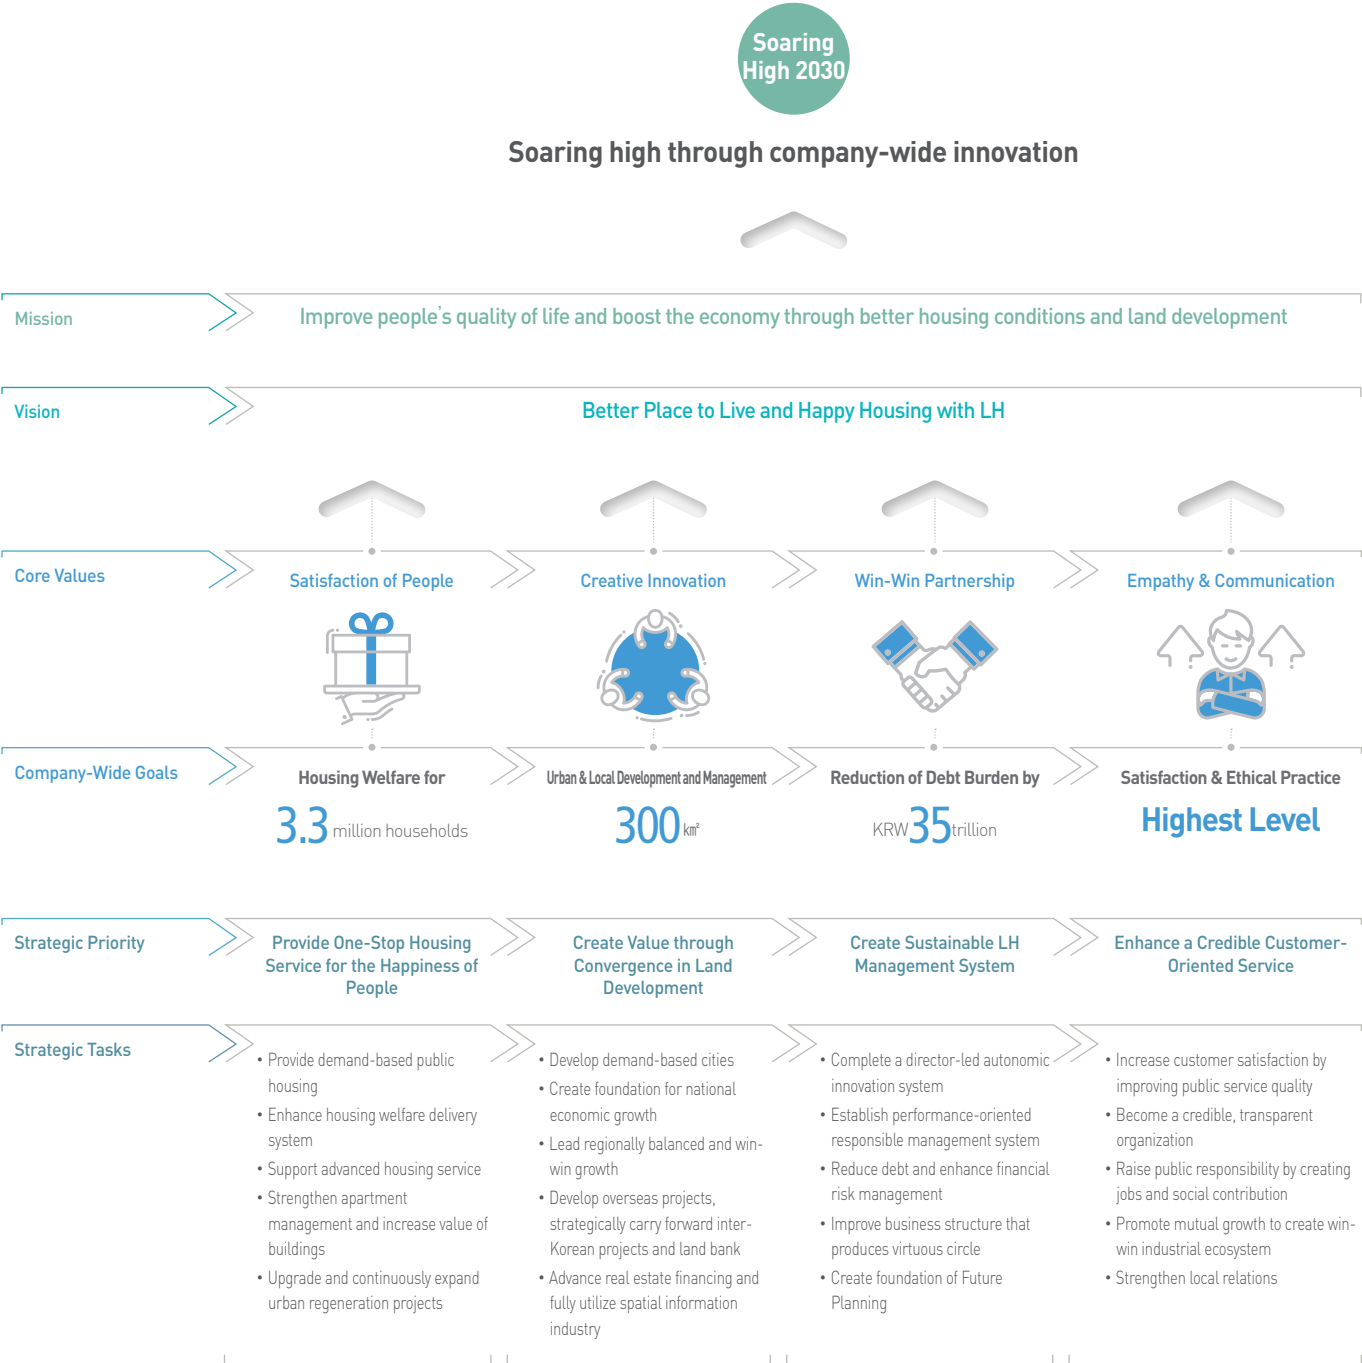 Soaring
High 2030
Soaring high through company-wide innovation
Mission
Improve people's quality of life and boost the economy through better housing conditions and land development
Vision
Better Place to Live and Happy Housing with LH
Core Values
Satisfaction of People
Creative Innovation
Win-Win Partnership
Empathy & Communication
Company-Wide Goals
Housing Welfare for
3.3 million households
Urban & Local Development and Management
300 ㎢
Reduction of Debt Burden by
KRW 35 trillion
Satisfaction & Ethical Practice
Highest Level
Strategic Priority
Provide One-Stop Housing
Service for the Happiness of
People
Create Value through
Convergence in Land
Development
Create Sustainable LH
Management System
Enhance a Credible Customer-
Oriented Service
Strategic Tasks
• Provide demand-based public
housing
• Enhance housing welfare delivery
system
• Support advanced housing service
• Strengthen apartment
management and increase value of
buildings
• Upgrade and continuously expand
urban regeneration projects
• Develop demand-based cities
• Create foundation for national
economic growth
• Lead regionally balanced and win-
win growth
• Develop overseas projects,
strategically carry forward inter-
Korean projects and land bank
• Advance real estate financing and
fully utilize spatial information
industry
• Complete a director-led autonomic
innovation system
• Establish performance-oriented
responsible management system
• Reduce debt and enhance financial
risk management
• Improve business structure that
produces virtuous circle
• Create foundation of Future
Planning
• Increase customer satisfaction by
improving public service quality
• Become a credible, transparent
organization
• Raise public responsibility by creating
jobs and social contribution
• Promote mutual growth to create win-
win industrial ecosystem
• Strengthen local relations